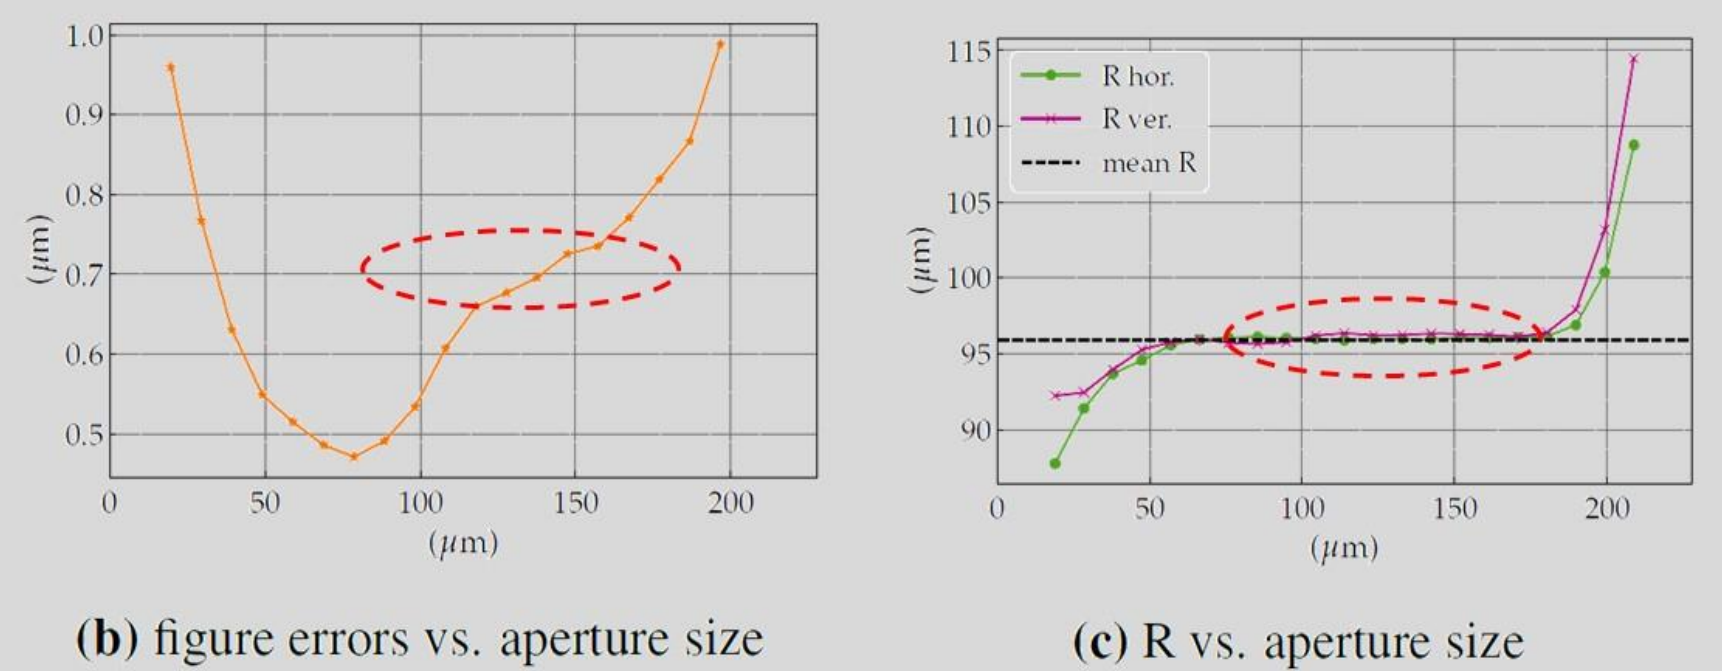 1.0
0.9
0.8
0.7
0.6
0.5
(µm)
0 50 100 150 200
(µm)
(b) figure errors vs. aperture size
115
110
105
100
95
90
(µm)
R hor.
R ver.
mean R
0 50 100 150 200
(µm)
(c) R vs. aperture size